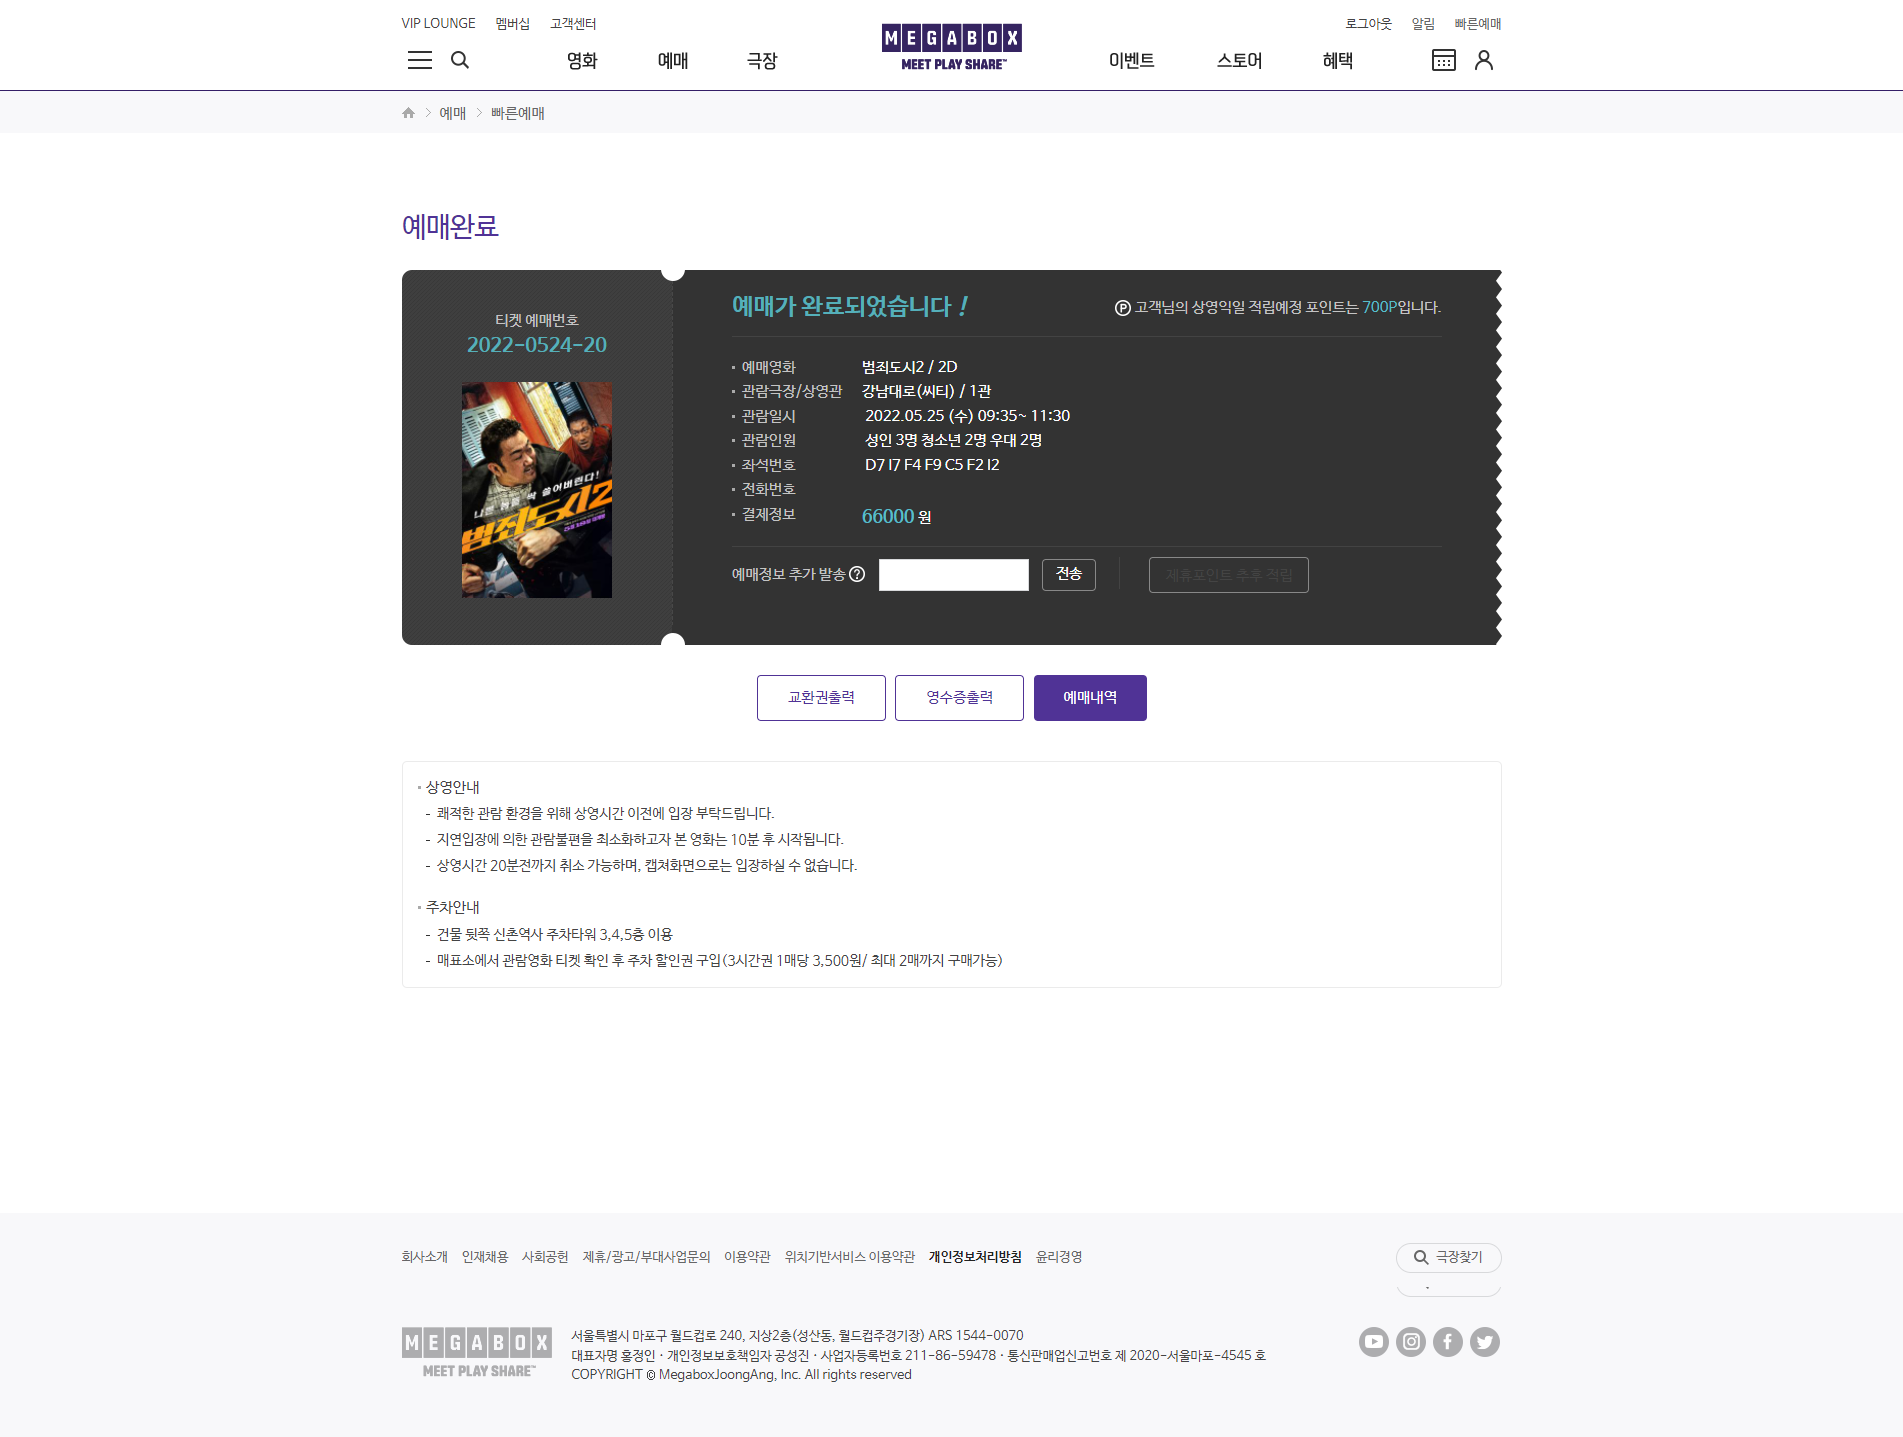 VIP LOUNGE 멤버십 고객센터
로그아웃 알림 빠른예매
영화 예매 극장
MEGABOX
MEET PLAY SHARE™
이벤트 스토어 혜택
예매 빠른예매
예매완료
티켓 예매번호
2022-0524-20
예매가 완료되었습니다 !
P 고객님의 상영익일 적립예정 포인트는 700P입니다.
예매영화 범죄도시2 / 2D
관람극장/상영관 강남대로(씨티) / 1관
관람일시 2022.05.25 (수) 09:35~ 11:30
관람인원 성인 3명 청소년 2명 우대 2명
좌석번호 D7 I7 F4 F9 C5 F2 I2
전화번호
결제정보 66000 원
쓸어버린다!
범죄도시2
예매정보 추가 발송 ? 전송 제휴포인트 추후 적립
교환권출력 영수증출력 예매내역
상영안내
- 쾌적한 관람 환경을 위해 상영시간 이전에 입장 부탁드립니다.
- 지연입장에 의한 관람불편을 최소화하고자 본 영화는 10분 후 시작됩니다.
- 상영시간 20분전까지 취소 가능하며, 캡쳐화면으로는 입장하실 수 없습니다.
주차안내
- 건물 뒷쪽 신촌역사 주차타워 3,4,5층 이용
- 매표소에서 관람영화 티켓 확인 후 주차 할인권 구입(3시간권 1매당 3,500원/ 최대 2매까지 구매가능)
회사소개 인재채용 사회공헌 제휴/광고/부대사업문의 이용약관 위치기반서비스 이용약관 개인정보처리방침 윤리경영
극장찾기
MEGABOX
MEET PLAY SHARE™
서울특별시 마포구 월드컵로 240, 지상2층(성산동, 월드컵주경기장) ARS 1544-0070
대표자명 홍정인 · 개인정보보호책임자 공성진 · 사업자등록번호 211-86-59478 · 통신판매업신고번호 제 2020-서울마포-4545 호
COPYRIGHT © MegaboxJoongAng, Inc. All rights reserved